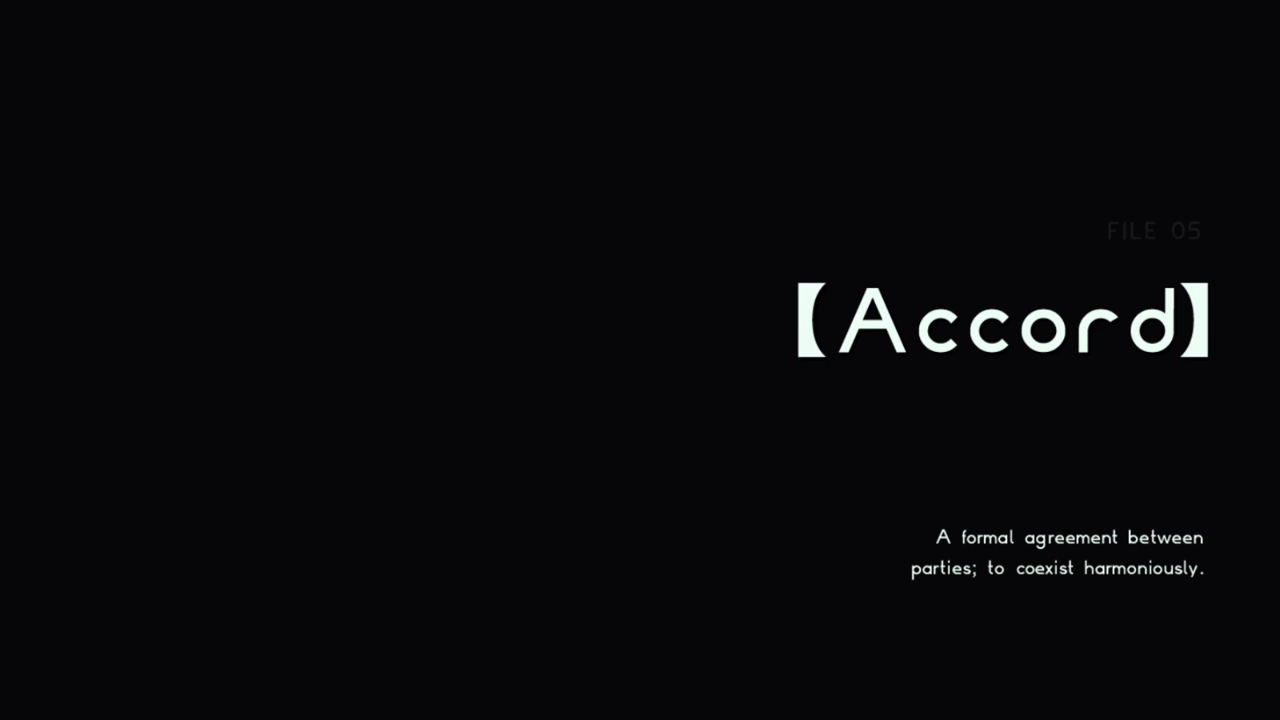 FILE 05
【Accord】
A formal agreement between
parties; to coexist harmoniously.